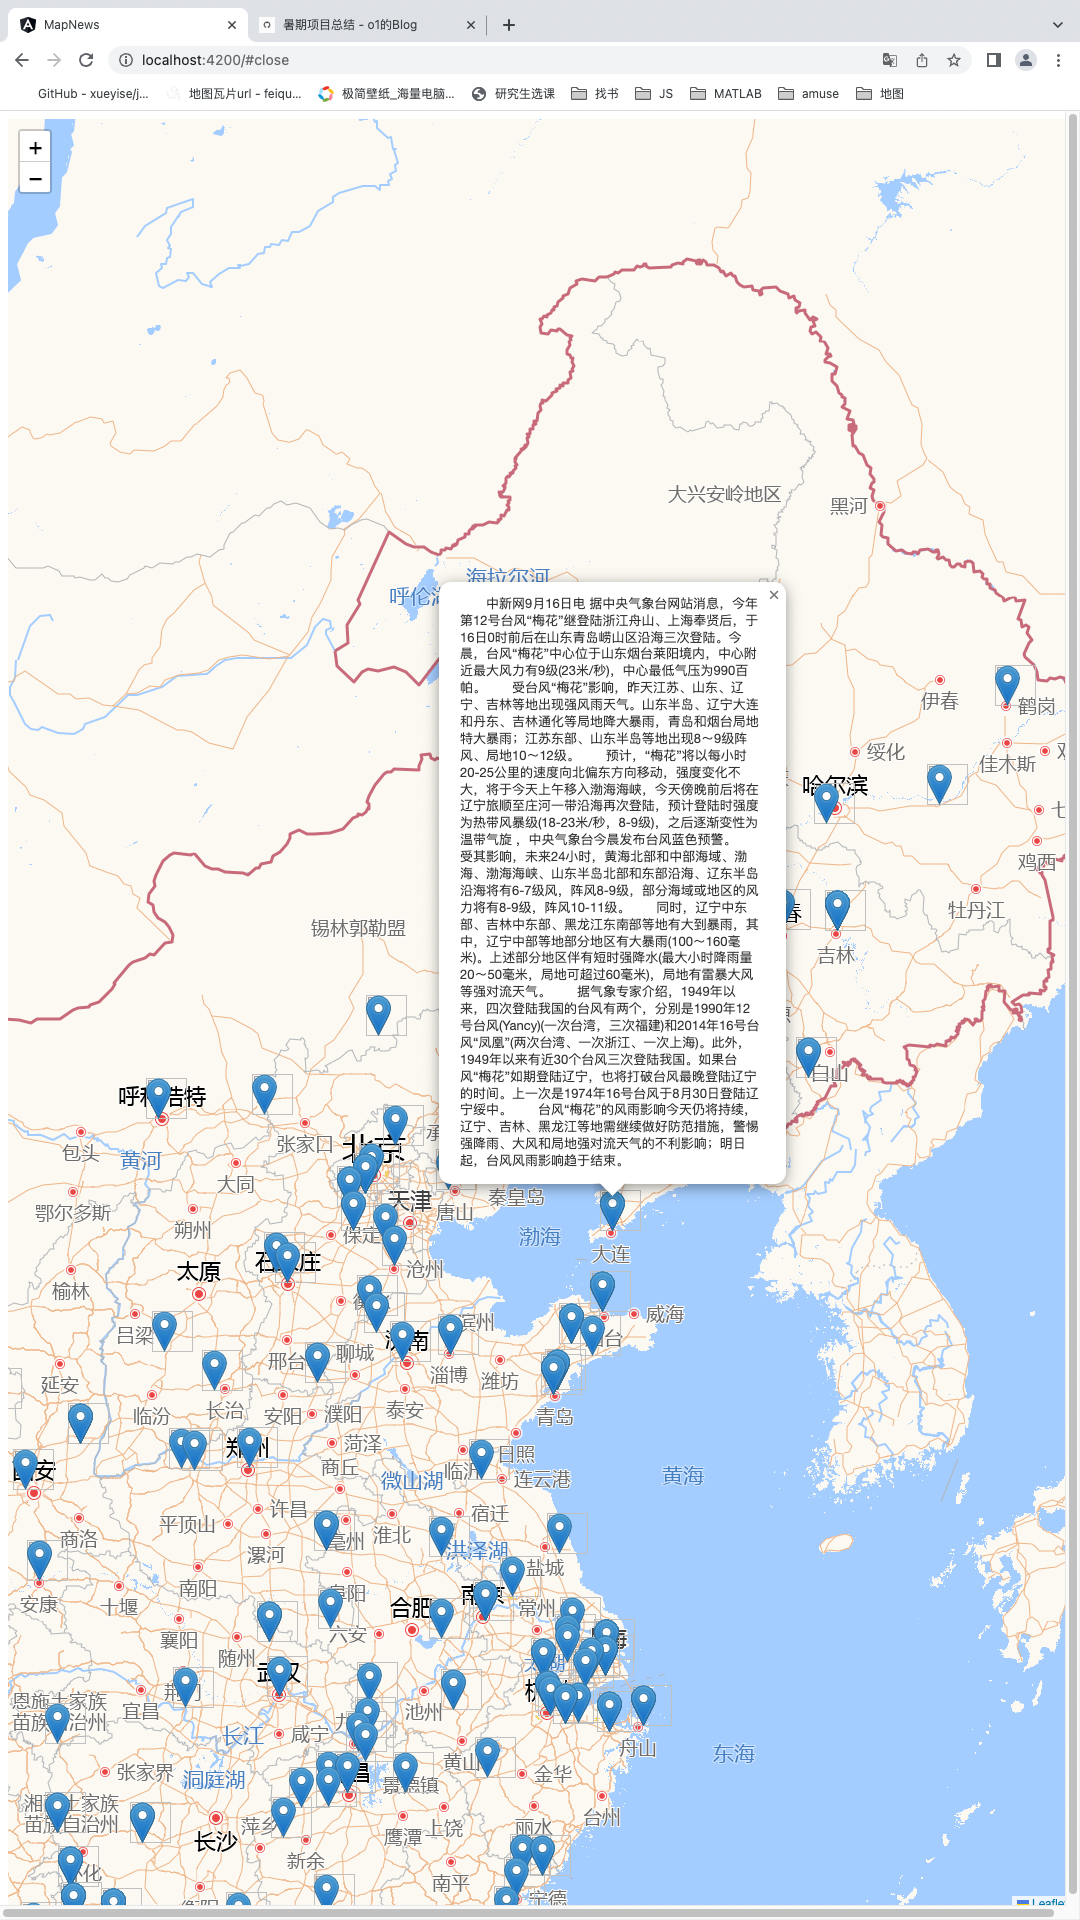 MapNews
暑期项目总结 - o1的Blog
localhost:4200/#close
GitHub - xueyise/j...
地图瓦片url - feiqu...
极简壁纸_海量电脑...
研究生选课
找书
JS
MATLAB
amuse
地图
+
−
大兴安岭地区
黑河
海拉尔河
呼伦
×
中新网9月16日电 据中央气象台网站消息，今年
第12号台风“梅花”继登陆浙江舟山、上海奉贤后，于
16日0时前后在山东青岛崂山区沿海三次登陆。今
晨，台风“梅花”中心位于山东烟台莱阳境内，中心附
近最大风力有9级(23米/秒)，中心最低气压为990百
帕。 受台风“梅花”影响，昨天江苏、山东、辽
宁、吉林等地出现强风雨天气。山东半岛、辽宁大连
和丹东、吉林通化等局地降大暴雨，青岛和烟台局地
特大暴雨；江苏东部、山东半岛等地出现8～9级阵
风、局地10～12级。 预计，“梅花”将以每小时
20-25公里的速度向北偏东方向移动，强度变化不
大，将于今天上午移入渤海海峡，今天傍晚前后将在
辽宁旅顺至庄河一带沿海再次登陆，预计登陆时强度
为热带风暴级(18-23米/秒，8-9级)，之后逐渐变性为
温带气旋 ，中央气象台今晨发布台风蓝色预警。
受其影响，未来24小时，黄海北部和中部海域、渤
海、渤海海峡、山东半岛北部和东部沿海、辽东半岛
沿海将有6-7级风，阵风8-9级，部分海域或地区的风
力将有8-9级，阵风10-11级。 同时，辽宁中东
部、吉林中东部、黑龙江东南部等地有大到暴雨，其
中，辽宁中部等地部分地区有大暴雨(100～160毫
米)。上述部分地区伴有短时强降水(最大小时降雨量
20～50毫米，局地可超过60毫米)，局地有雷暴大风
等强对流天气。 据气象专家介绍，1949年以
来，四次登陆我国的台风有两个，分别是1990年12
号台风(Yancy)(一次台湾，三次福建)和2014年16号台
风“凤凰”(两次台湾、一次浙江、一次上海)。此外，
1949年以来有近30个台风三次登陆我国。如果台
风“梅花”如期登陆辽宁，也将打破台风最晚登陆辽宁
的时间。上一次是1974年16号台风于8月30日登陆辽
宁绥中。 台风“梅花”的风雨影响今天仍将持续，
辽宁、吉林、黑龙江等地需继续做好防范措施，警惕
强降雨、大风和局地强对流天气的不利影响；明日
起，台风风雨影响趋于结束。
伊春
鹤岗
绥化
佳木斯
哈尔滨
七
鸡西
牡丹江
春
吉林
白山
锡林郭勒盟
呼和浩特
张家口
承
北京
包头
黄河
大同
天津
唐山
秦皇岛
鄂尔多斯
朔州
保定
渤海
大连
石家庄
太原
沧州
榆林
衡
威海
吕梁
滨州
台
济南
邢台
聊城
淄博
潍坊
延安
临汾
长治
安阳
濮阳
泰安
青岛
郑州
菏泽
商丘
日照
临沂
连云港
微山湖
黄海
西安
许昌
宿迁
平顶山
商洛
亳州
淮北
漯河
洪泽湖
盐城
南阳
安康
十堰
阜阳
南京
合肥
常州
襄阳
六安
随州
海
武汉
太湖
杭
荆门
恩施土家族
苗族自治州
宜昌
池州
长江
咸宁
九
舟山
黄山
东海
张家界
洞庭湖
昌
景德镇
金华
湘西土家族
苗族自治州
台州
萍乡
长沙
上饶
鹰潭
丽水
新余
怀化
南平
衡阳
宁德
Leafle